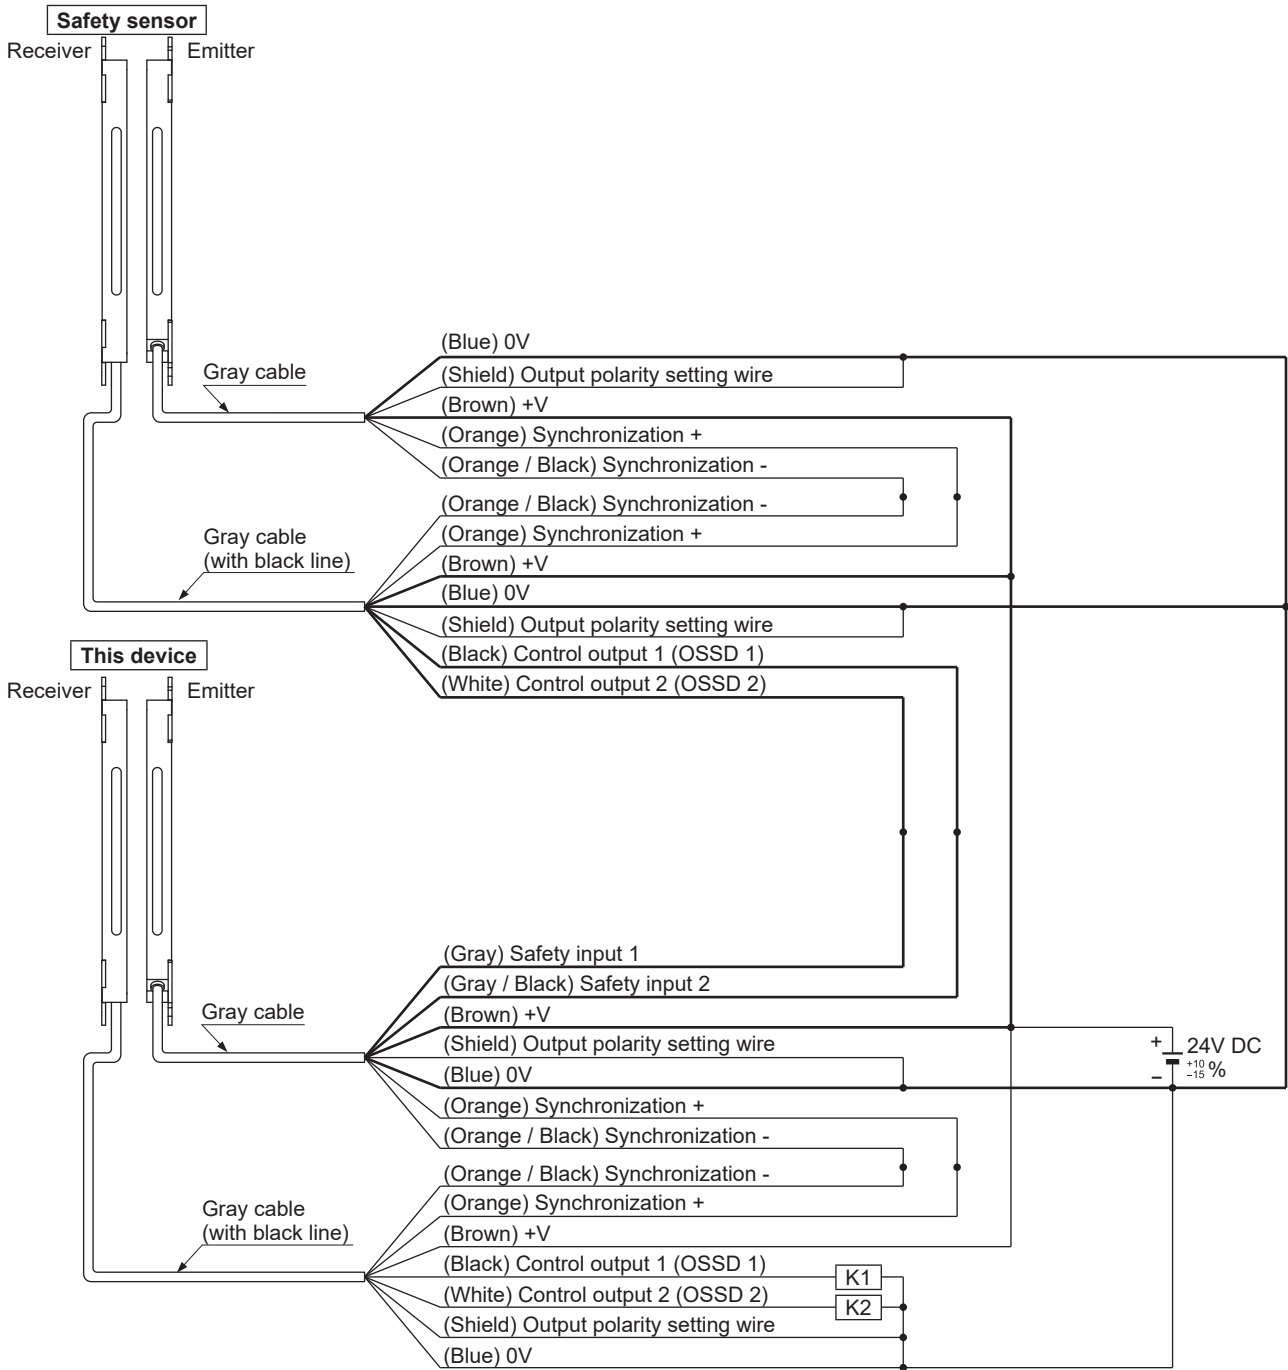 Safety sensor
Receiver
Emitter
(Blue) 0V
Gray cable
(Shield) Output polarity setting wire
(Brown) +V
(Orange) Synchronization +
(Orange / Black) Synchronization -
(Orange / Black) Synchronization -
Gray cable
(with black line)
(Orange) Synchronization +
(Brown) +V
(Blue) 0V
(Shield) Output polarity setting wire
(Black) Control output 1 (OSSD 1)
(White) Control output 2 (OSSD 2)
This device
Receiver
Emitter
(Gray) Safety input 1
(Gray / Black) Safety input 2
Gray cable
(Brown) +V
(Shield) Output polarity setting wire
(Blue) 0V
+
24V DC
+10
–15 %
–
(Orange) Synchronization +
(Orange / Black) Synchronization -
(Orange / Black) Synchronization -
Gray cable
(with black line)
(Orange) Synchronization +
(Brown) +V
(Black) Control output 1 (OSSD 1)
K1
(White) Control output 2 (OSSD 2)
K2
(Shield) Output polarity setting wire
(Blue) 0V